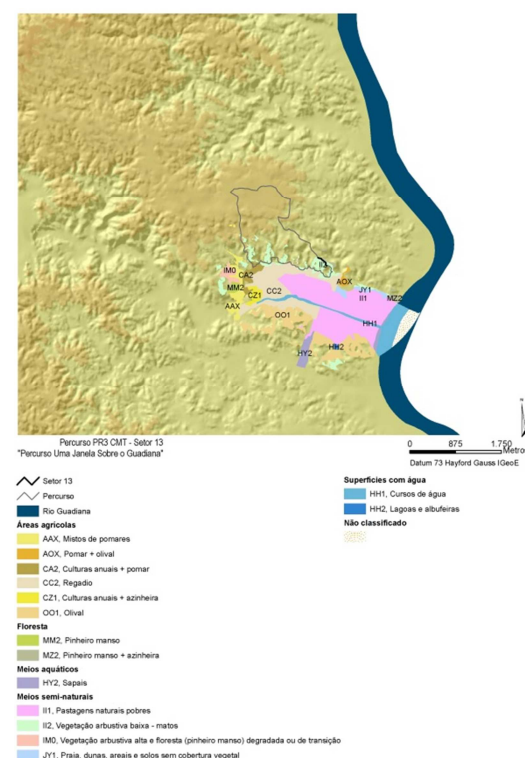 IM0
CA2
MM2
CZ1
AAX
CC2
OO1
AOX
JY1
II1
MZ2
HH1
HH2
HY2
Percurso PR3 CMT - Setor 13
"Percurso Uma Janela Sobre o Guadiana"
N
0 875 1.750
Metros
Datum 73 Hayford Gauss IGeoE
Setor 13
Percurso
Rio Guadiana
Áreas agrícolas
AAX, Mistos de pomares
AOX, Pomar + olival
CA2, Culturas anuais + pomar
CC2, Regadio
CZ1, Culturas anuais + azinheira
OO1, Olival
Floresta
MM2, Pinheiro manso
MZ2, Pinheiro manso + azinheira
Meios aquáticos
HY2, Sapais
Meios semi-naturais
II1, Pastagens naturais pobres
II2, Vegetação arbustiva baixa - matos
IM0, Vegetação arbustiva alta e floresta (pinheiro manso) degradada ou de transição
JY1, Praia, dunas, areais e solos sem cobertura vegetal
Superfícies com água
HH1, Cursos de água
HH2, Lagoas e albufeiras
Não classificado